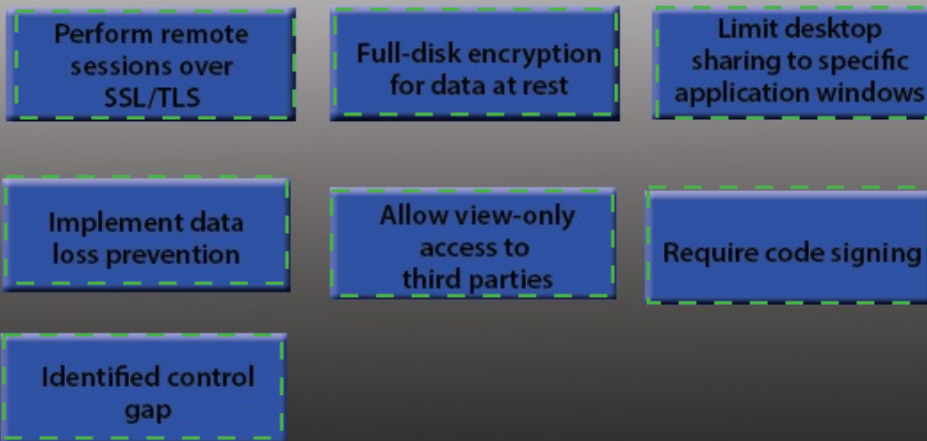 Perform remote
sessions over
SSL/TLS
Full-disk encryption
for data at rest
Limit desktop
sharing to specific
application windows
Implement data
loss prevention
Allow view-only
access to
third parties
Require code signing
Identified control
gap